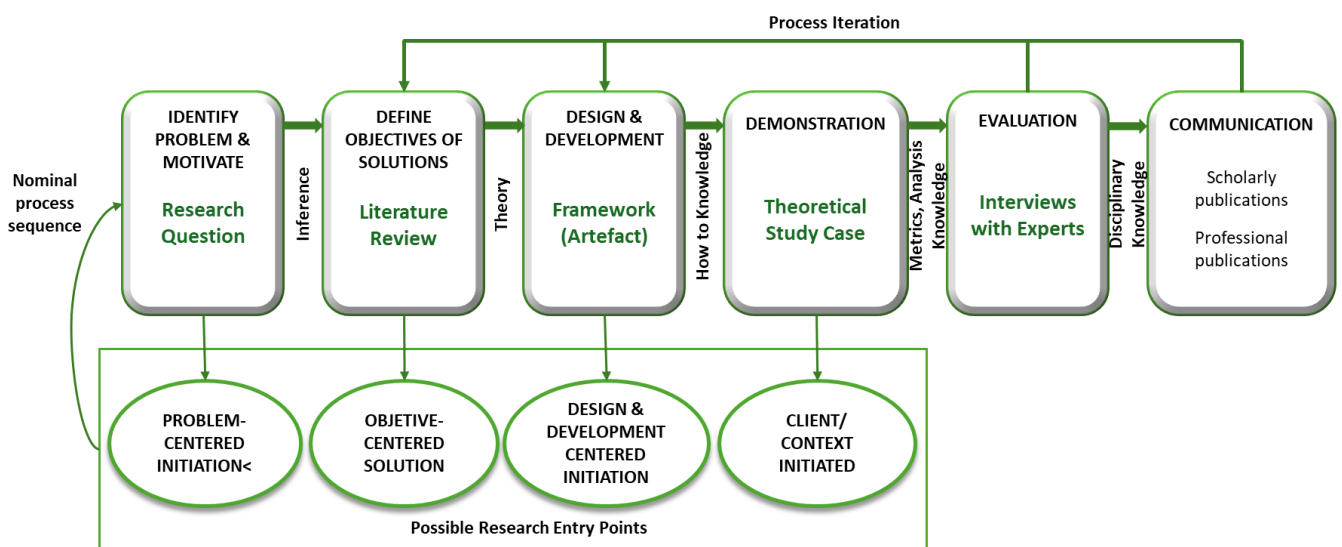 Process Iteration
Nominal
process
sequence
IDENTIFY
PROBLEM &
MOTIVATE
Research
Question
Inference
DEFINE
OBJECTIVES OF
SOLUTIONS
Literature
Review
Theory
DESIGN &
DEVELOPMENT
Framework
(Artefact)
How to Knowledge
DEMONSTRATION
Theoretical
Study Case
Metrics, Analysis
Knowledge
EVALUATION
Interviews
with Experts
Disciplinary
Knowledge
COMMUNICATION
Scholarly
publications
Professional
publications
PROBLEM-
CENTERED
INITIATION<
OBJETIVE-
CENTERED
SOLUTION
DESIGN &
DEVELOPMENT
CENTERED
INITIATION
CLIENT/
CONTEXT
INITIATED
Possible Research Entry Points